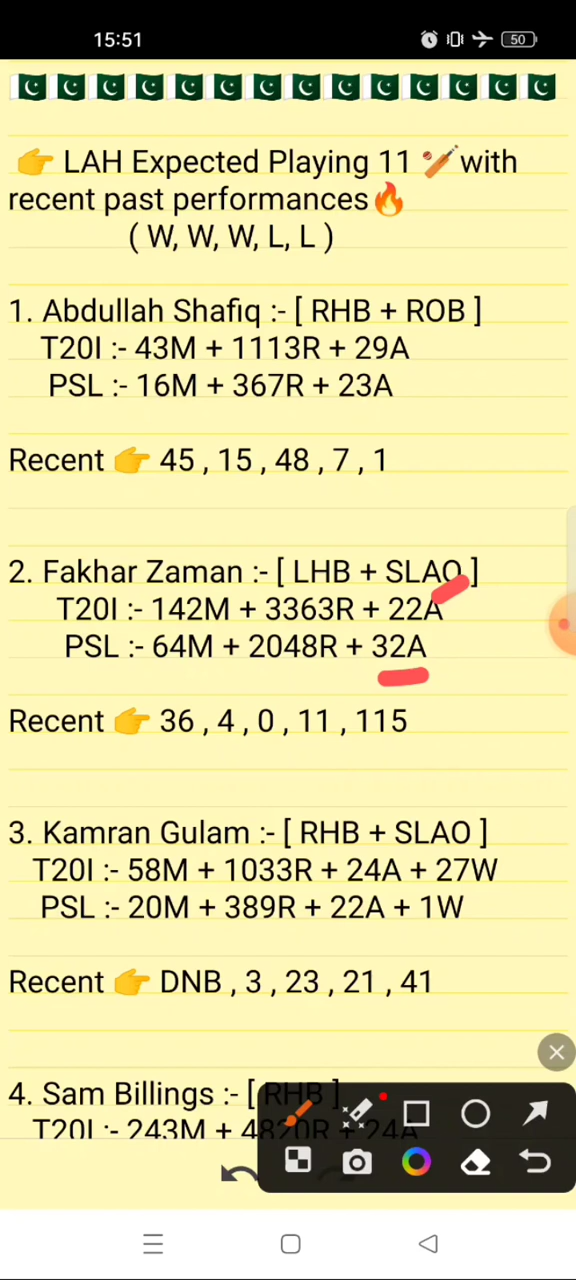 15:51
50
👉 LAH Expected Playing 11 🏏 with
recent past performances🔥
( W, W, W, L, L )
1. Abdullah Shafiq :- [ RHB + ROB ]
T20I :- 43M + 1113R + 29A
PSL :- 16M + 367R + 23A
Recent 👉 45 , 15 , 48 , 7 , 1
2. Fakhar Zaman :- [ LHB + SLAO ]
T20I :- 142M + 3363R + 22A
PSL :- 64M + 2048R + 32A
Recent 👉 36 , 4 , 0 , 11 , 115
3. Kamran Gulam :- [ RHB + SLAO ]
T20I :- 58M + 1033R + 24A + 27W
PSL :- 20M + 389R + 22A + 1W
Recent 👉 DNB , 3 , 23 , 21 , 41
4. Sam Billings :- [ RHB ]
T20I :- 243M + 4820R + 24A